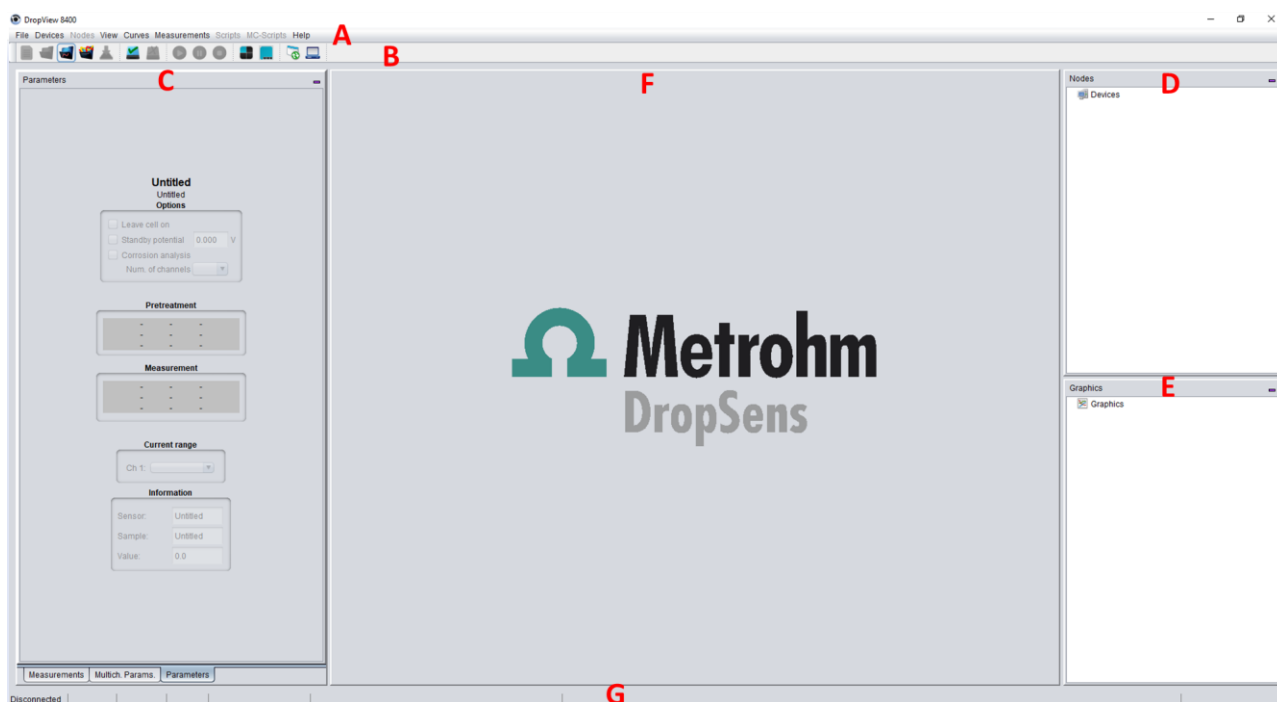 DropView 8400
File Devices Nodes View Curves Measurements Scripts MC-Scripts Help
A
B
Parameters
C
F
Nodes
D
Devices
Untitled
Untitled
Options
Leave cell on
Standby potential 0.000 V
Corrosion analysis
Num. of channels
Pretreatment
- - -
- - -
- - -
Measurement
- - -
- - -
- - -
Current range
Ch 1:
Information
Sensor: Untitled
Sample: Untitled
Value: 0.0
Metrohm
DropSens
Graphics
E
Graphics
Measurements Multich. Params. Parameters
Disconnected
G